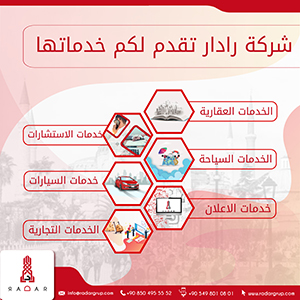 شركة رادار تقدم لكم خدماتها
الخدمات العقارية
خدمات الاستشارات
الخدمات السياحة
خدمات السيارات
خدمات الاعلان
الخدمات التجارية
RADAR
info@radargrup.com
+90 850 495 55 52
+90 549 801 08 01
www.radargrup.com